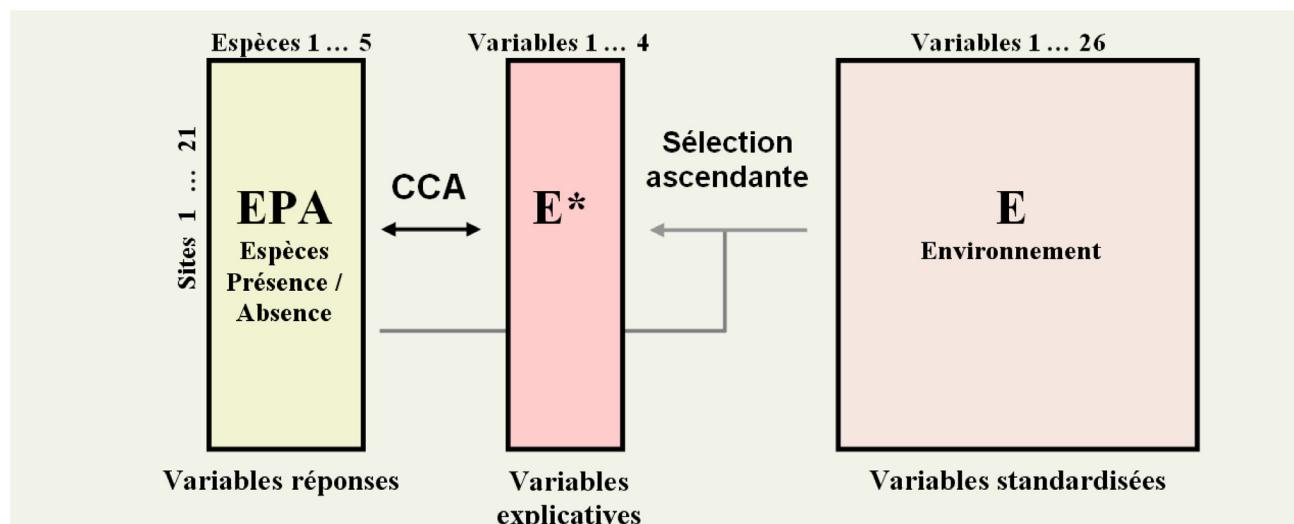 Espèces 1 … 5
Variables 1 … 4
Variables 1 … 26
Sites 1 … 21
EPA
Espèces
Présence /
Absence
CCA
E*
Sélection
ascendante
E
Environnement
Variables réponses
Variables
explicatives
Variables standardisées